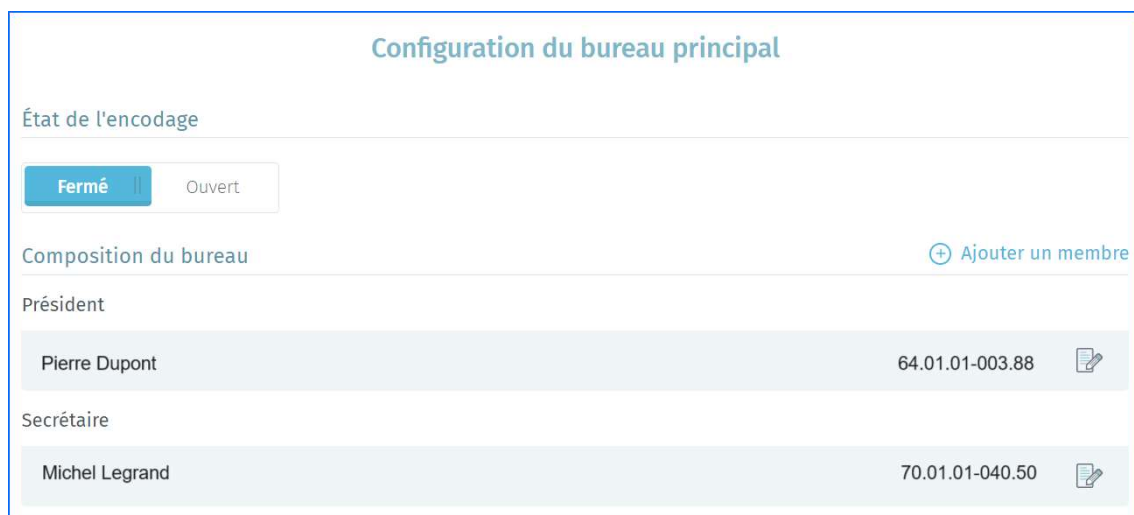 Configuration du bureau principal
État de l'encodage
Fermé Ouvert
Composition du bureau Ajouter un membre
Président
Pierre Dupont 64.01.01-003.88
Secrétaire
Michel Legrand 70.01.01-040.50